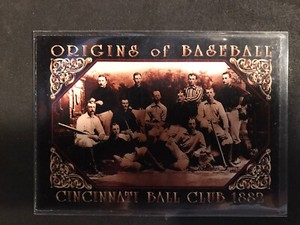 ORIGINS of BASEBALL
CINCINNATI BALL CLUB 1882